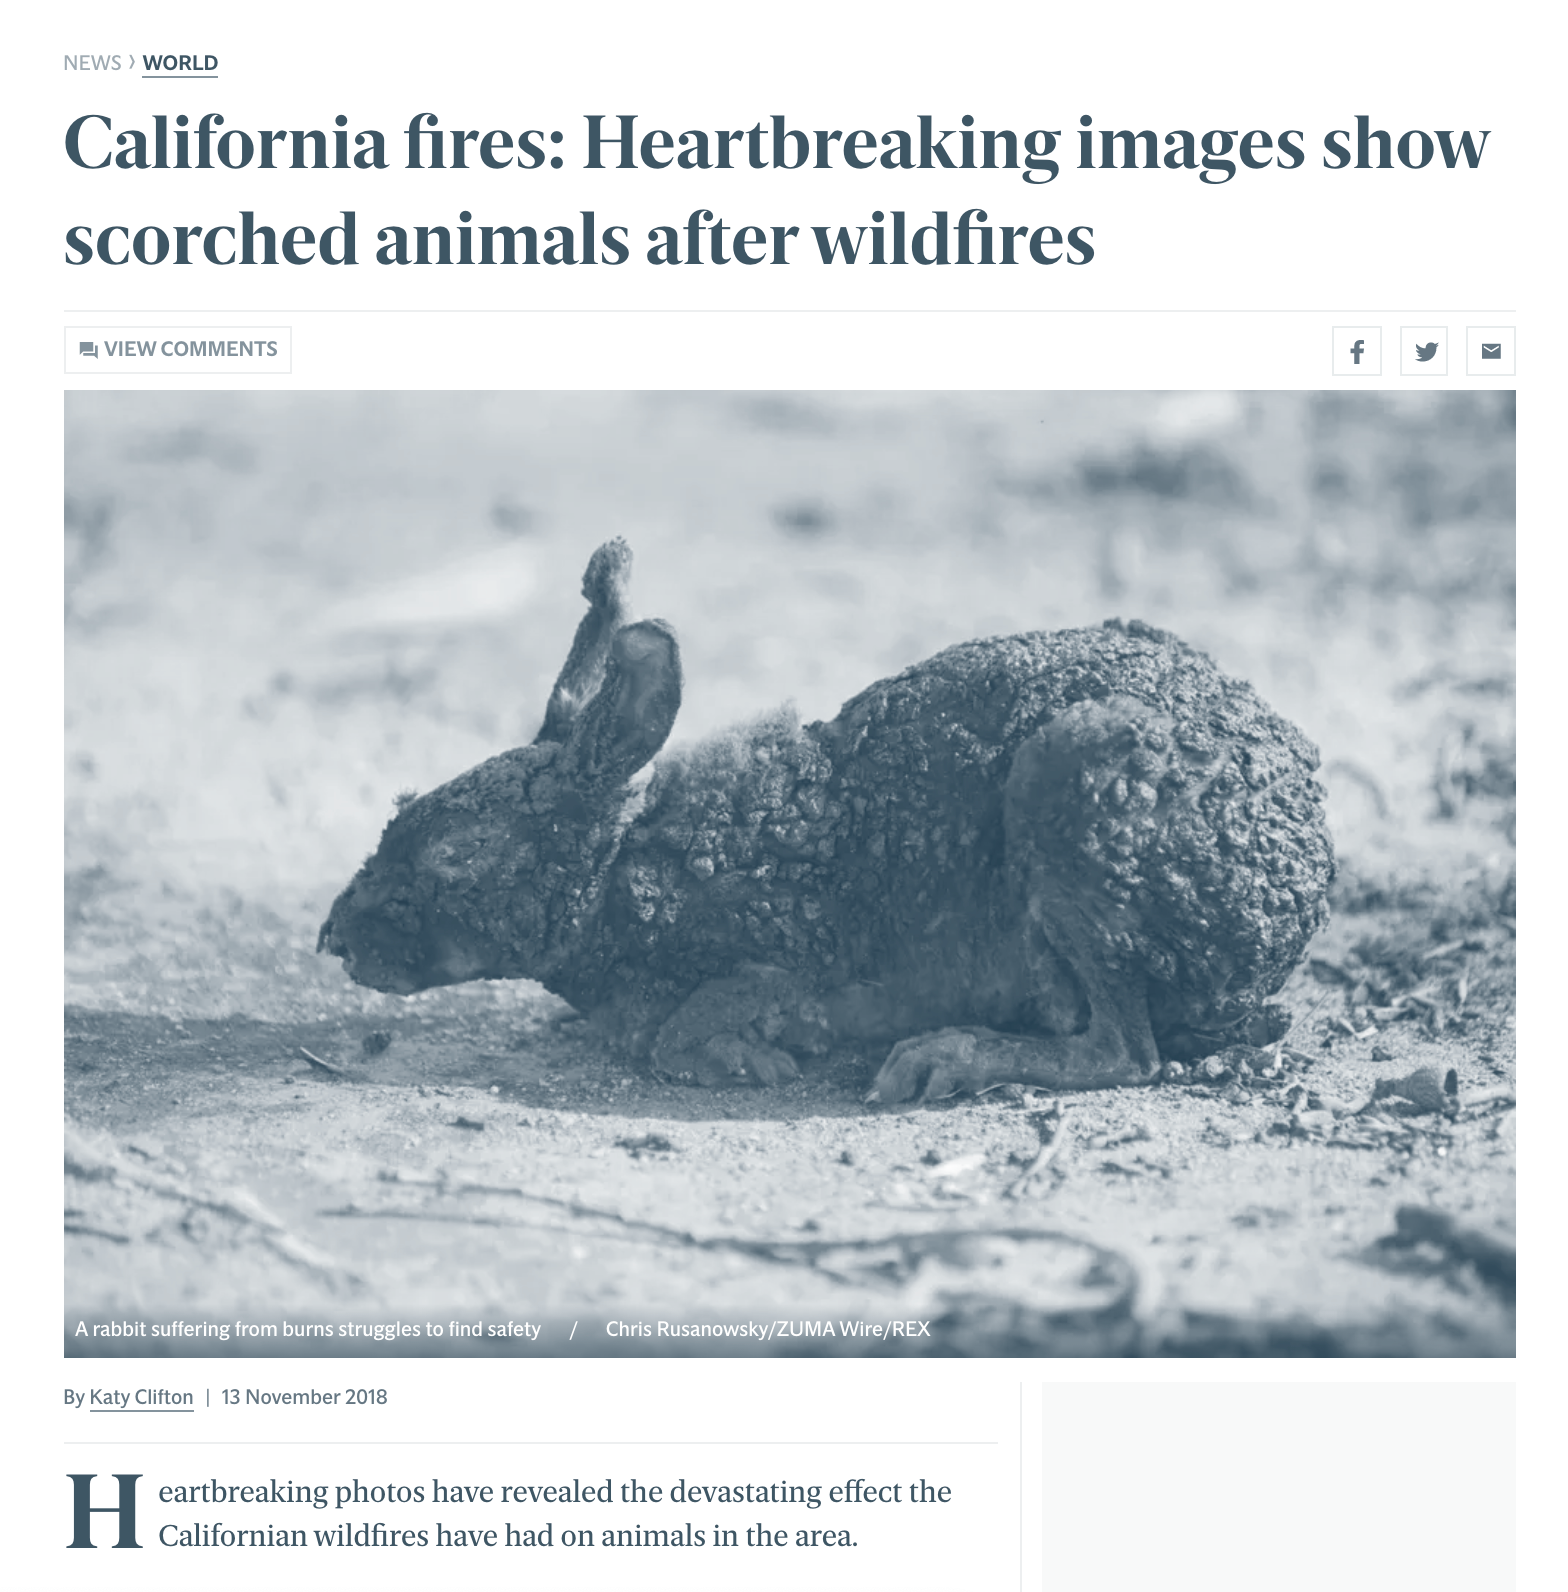 NEWS › WORLD
California fires: Heartbreaking images show
scorched animals after wildfires
VIEW COMMENTS
A rabbit suffering from burns struggles to find safety / Chris Rusanowsky/ZUMA Wire/REX
By Katy Clifton | 13 November 2018
Heartbreaking photos have revealed the devastating effect the
Californian wildfires have had on animals in the area.